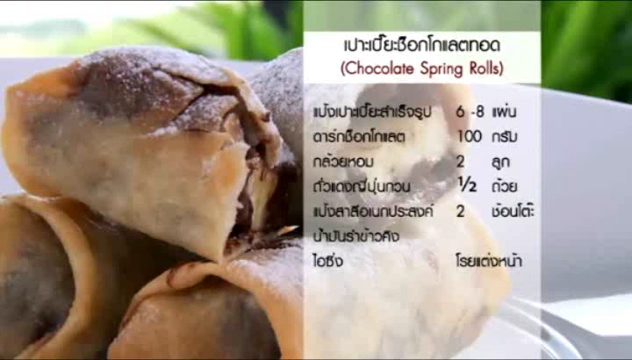 เปาะเปี๊ยะช็อกโกแลตทอด
(Chocolate Spring Rolls)
แป้งเปาะเปี๊ยะสำเร็จรูป 6 -8 แผ่น
ดาร์กช็อกโกแลต 100 กรัม
กล้วยหอม 2 ลูก
ถั่วแดงญี่ปุ่นกวน ½ ถ้วย
แป้งสาลีอเนกประสงค์ 2 ช้อนโต๊ะ
น้ำมันรำข้าวคิง
ไอซิ่ง โรยแต่งหน้า